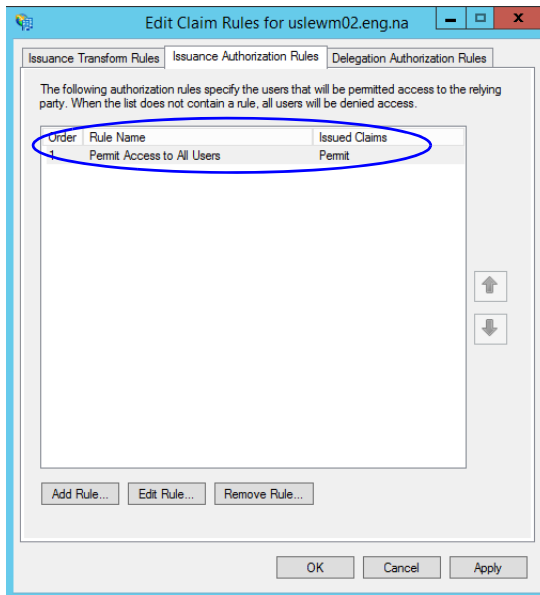 Edit Claim Rules for uslewm02.eng.na
Issuance Transform Rules Issuance Authorization Rules Delegation Authorization Rules
The following authorization rules specify the users that will be permitted access to the relying
party. When the list does not contain a rule, all users will be denied access.
Order Rule Name Issued Claims
1 Permit Access to All Users Permit
Add Rule... Edit Rule... Remove Rule...
OK Cancel Apply